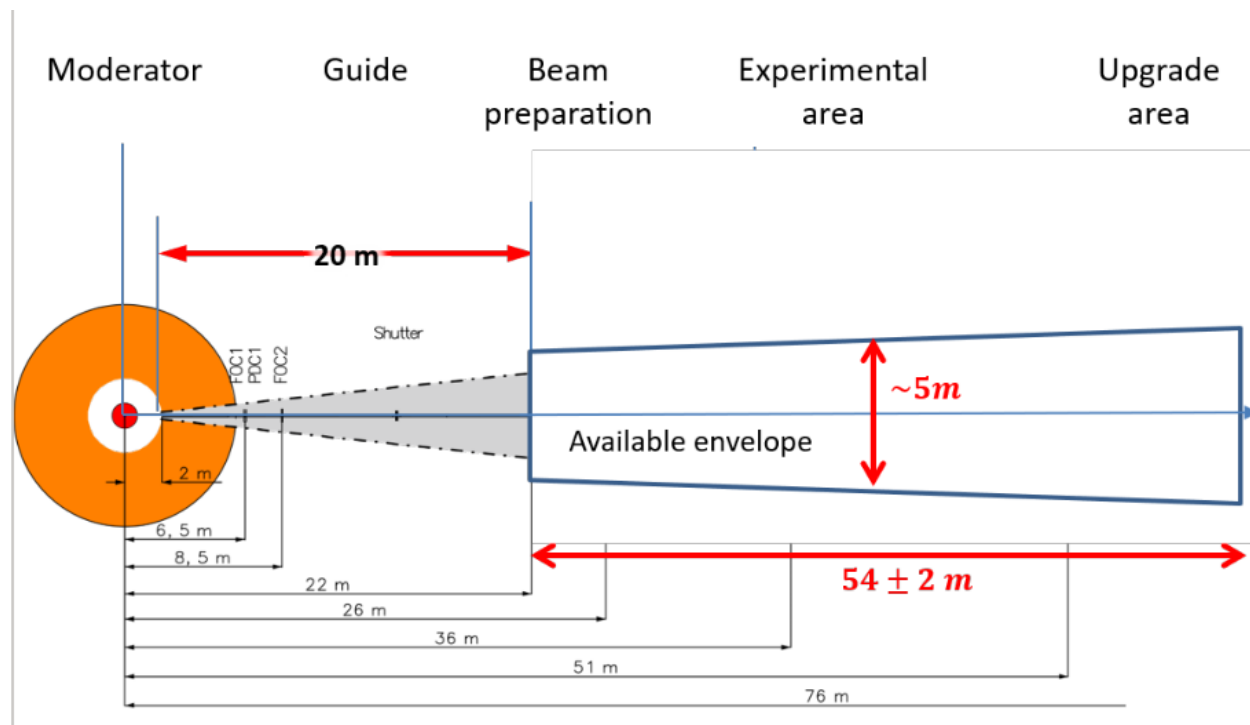 Moderator
Guide
Beam
preparation
Experimental
area
Upgrade
area
20 m
Shutter
FOC1
PDC1
FOC2
~5m
Available envelope
2 m
6, 5 m
8, 5 m
54 ± 2 m
22 m
26 m
36 m
51 m
76 m